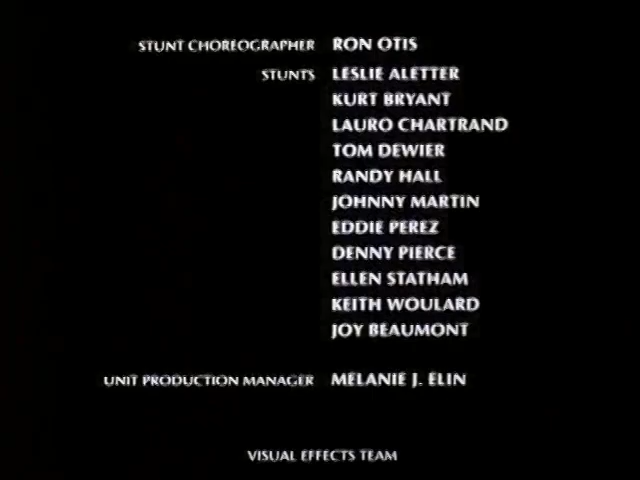 STUNT CHOREOGRAPHER RON OTIS
STUNTS LESLIE ALETTER
KURT BRYANT
LAURO CHARTRAND
TOM DEWIER
RANDY HALL
JOHNNY MARTIN
EDDIE PEREZ
DENNY PIERCE
ELLEN STATHAM
KEITH WOULARD
JOY BEAUMONT
UNIT PRODUCTION MANAGER MELANIE J. ELIN
VISUAL EFFECTS TEAM